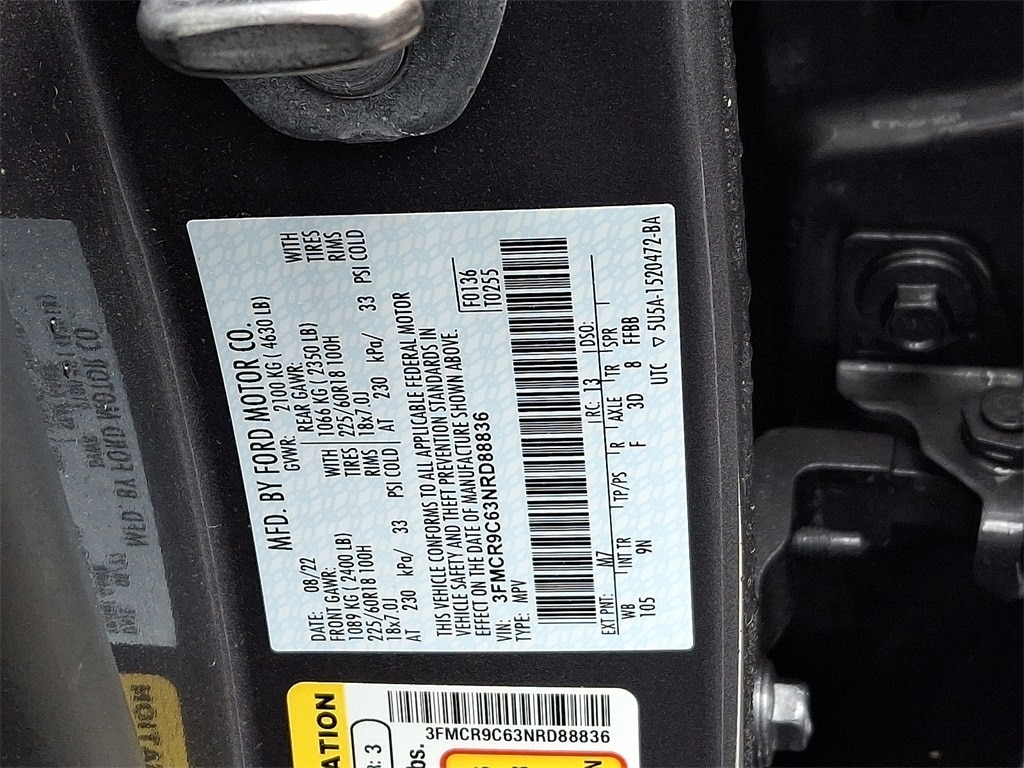 MFD. BY FORD MOTOR CO.
DATE: 08/22 GVWR: 2100 KG ( 4630 LB)
FRONT GAWR: REAR GAWR: WITH
1089 KG ( 2400 LB) WITH 1066 KG ( 2350 LB) TIRES
225/60R18 100H TIRES 225/60R18 100H RIMS
18x7.0J RIMS 18x7.0J
AT 230 kPa/ 33 PSI COLD AT 230 kPa/ 33 PSI COLD
THIS VEHICLE CONFORMS TO ALL APPLICABLE FEDERAL MOTOR
VEHICLE SAFETY AND THEFT PREVENTION STANDARDS IN
EFFECT ON THE DATE OF MANUFACTURE SHOWN ABOVE.
VIN: 3FMCR9C63NRD88836 F0136
TYPE: MPV T0255
EXT PNT: M7 RC: 13 DSO:
WB INT TR TP/PS R AXLE TR SPR
105 9N F 3D 8 FFBB
UTC ▽ 5U5A-1520472-BA
ATION
R: 3
bs.
3FMCR9C63NRD88836